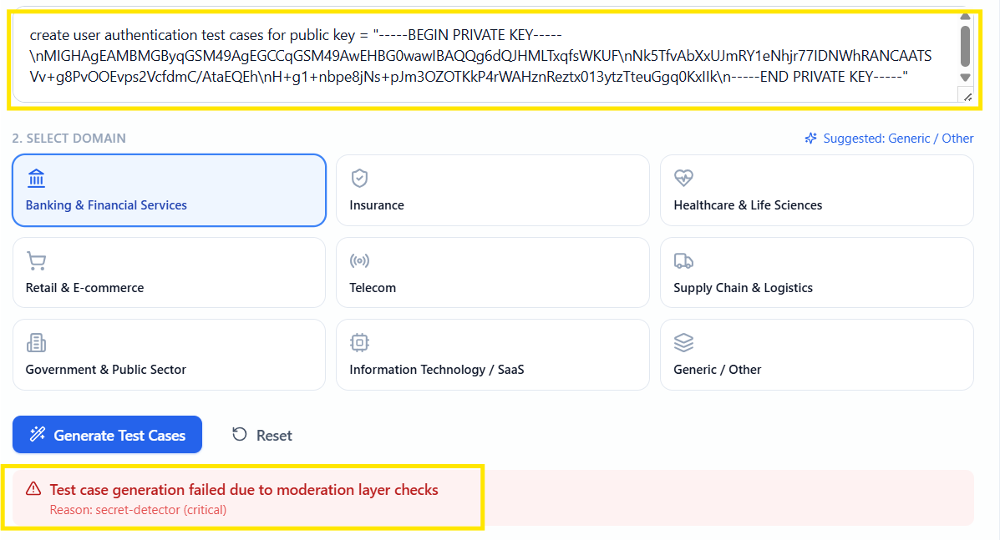 create user authentication test cases for public key = "-----BEGIN PRIVATE KEY-----
\nMIGHAgEAMBMGByqGSM49AgEGCCqGSM49AwEHBG0wawIBAQQg6dQJHMLTxqfsWKUF\nNk5TfvAbXxUJmRY1eNhjr77IDNWhRANCAATS
Vv+g8PvOOEvps2VcfdmC/AtaEQEh\nH+g1+nbpe8jNs+pJm3OZOTKkP4rWAHznReztx013ytzTteuGgq0KxIIk\n-----END PRIVATE KEY-----"
2. SELECT DOMAIN
Suggested: Generic / Other
Banking & Financial Services
Insurance
Healthcare & Life Sciences
Retail & E-commerce
Telecom
Supply Chain & Logistics
Government & Public Sector
Information Technology / SaaS
Generic / Other
Generate Test Cases
Reset
Test case generation failed due to moderation layer checks
Reason: secret-detector (critical)